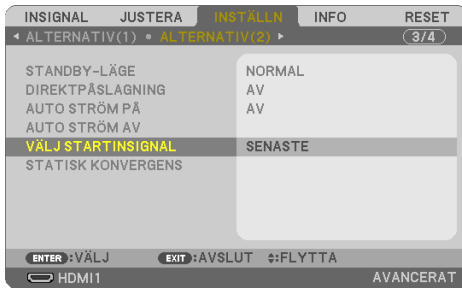 INSIGNAL JUSTERA INSTÄLLN INFO RESET
ALTERNATIV(1) • ALTERNATIV(2) 3/4
STANDBY-LÄGE NORMAL
DIREKTPÅSLAGNING AV
AUTO STRÖM PÅ AV
AUTO STRÖM AV
VÄLJ STARTINSIGNAL SENASTE
STATISK KONVERGENS
ENTER :VÄLJ EXIT :AVSLUT :FLYTTA
HDMI1 AVANCERAT